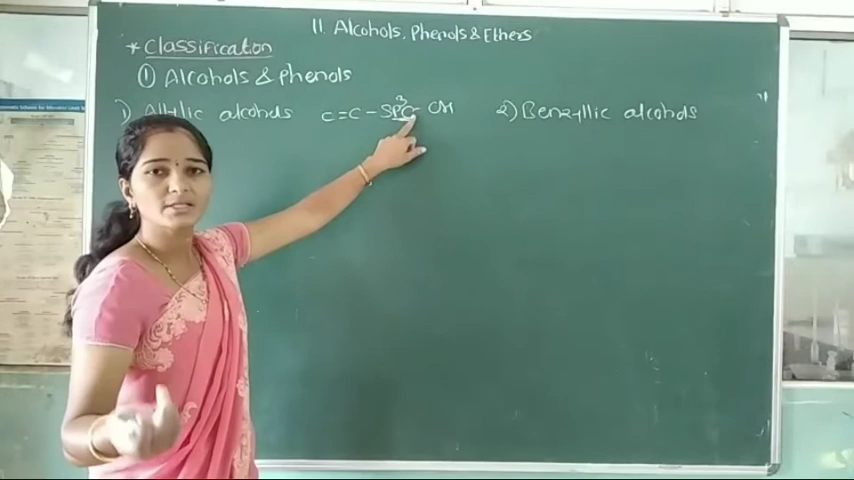 11. Alcohols, Phenols & Ethers
* Classification
① Alcohols & Phenols
1) Allylic alcohols C=C-SP³C- OH 2) Benzyllic alcohols